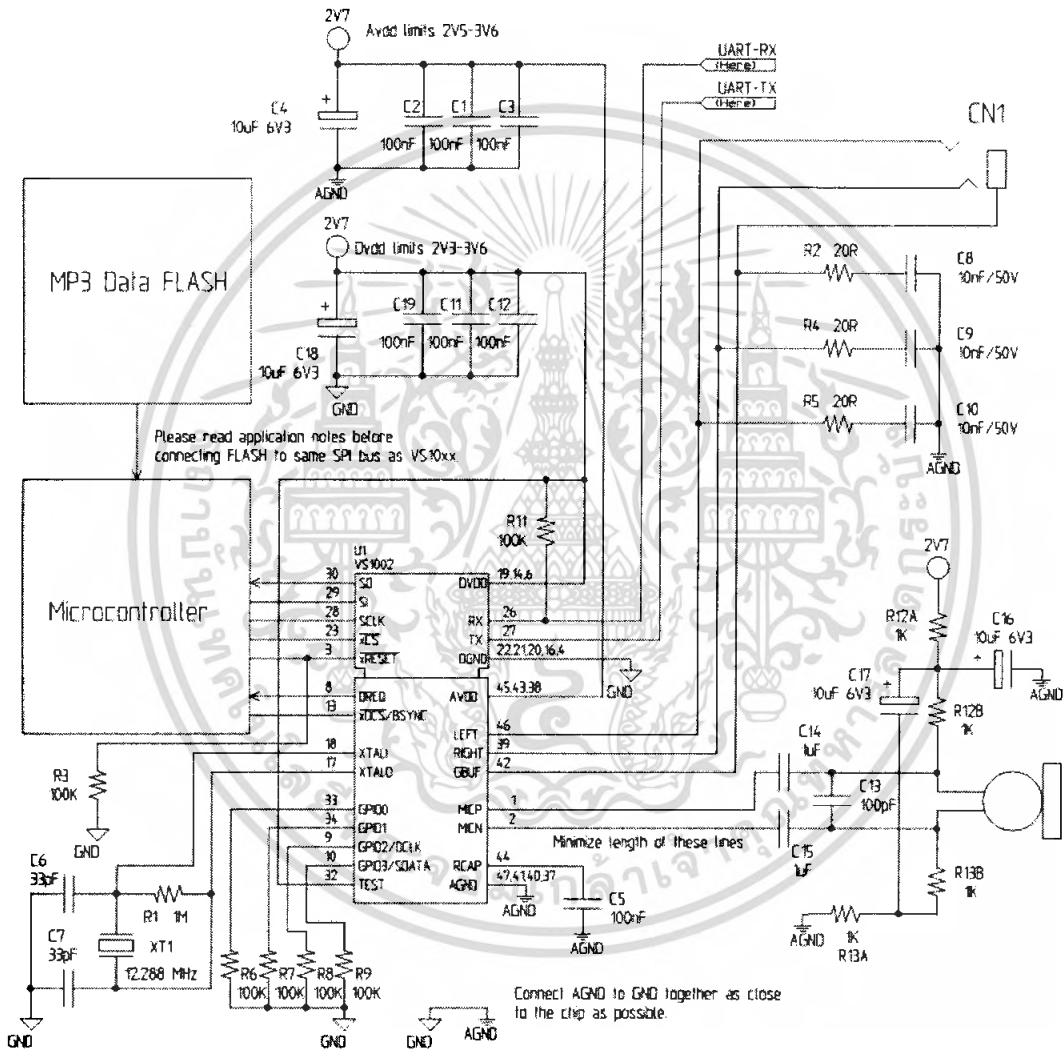 2V7
Avdd limits 2V5-3V6
C4
10uF 6V3
C2
100nF
C1
100nF
C3
100nF
AGND
UART-RX
(Here)
UART-TX
(Here)
CN1
MP3 Data FLASH
2V7
Dvdd limits 2V3-3V6
C18
10uF 6V3
C19
100nF
C11
100nF
C12
100nF
GND
R2 20R
C8
10nF/50V
R4 20R
C9
10nF/50V
R5 20R
C10
10nF/50V
AGND
Please read application notes before
connecting FLASH to same SPI bus as VS10xx.
Microcontroller
R11
100K
U1
VS1002
30 SO
29 SI
28 SCLK
23 xCS
3 xRESET
8 DREQ
13 xDCS/BSYNC
18 XTALI
17 XTALO
33 GPIO0
34 GPIO1
9 GPIO2/DCLK
10 GPIO3/SDATA
32 TEST
DVDD 19,14,6
RX 26
TX 27
DGND 22,21,20,16,4
GND
AVDD 45,43,38
LEFT 46
RIGHT 39
GBUF 42
MICP 1
MICN 2
RCAP 44
AGND 47,41,40,37
AGND
C5
100nF
AGND
Minimize length of these lines
2V7
R12A
1K
C16
10uF 6V3
AGND
C17
10uF 6V3
R12B
1K
C14
1uF
C13
100pF
C15
1uF
R13B
1K
AGND
1K
R13A
R3
100K
GND
C6
33pF
R1 1M
C7
33pF
XT1
12.288 MHz
GND
R6
100K
R7
100K
R8
100K
R9
100K
GND
Connect AGND to GND together as close
to the chip as possible.
GND
AGND